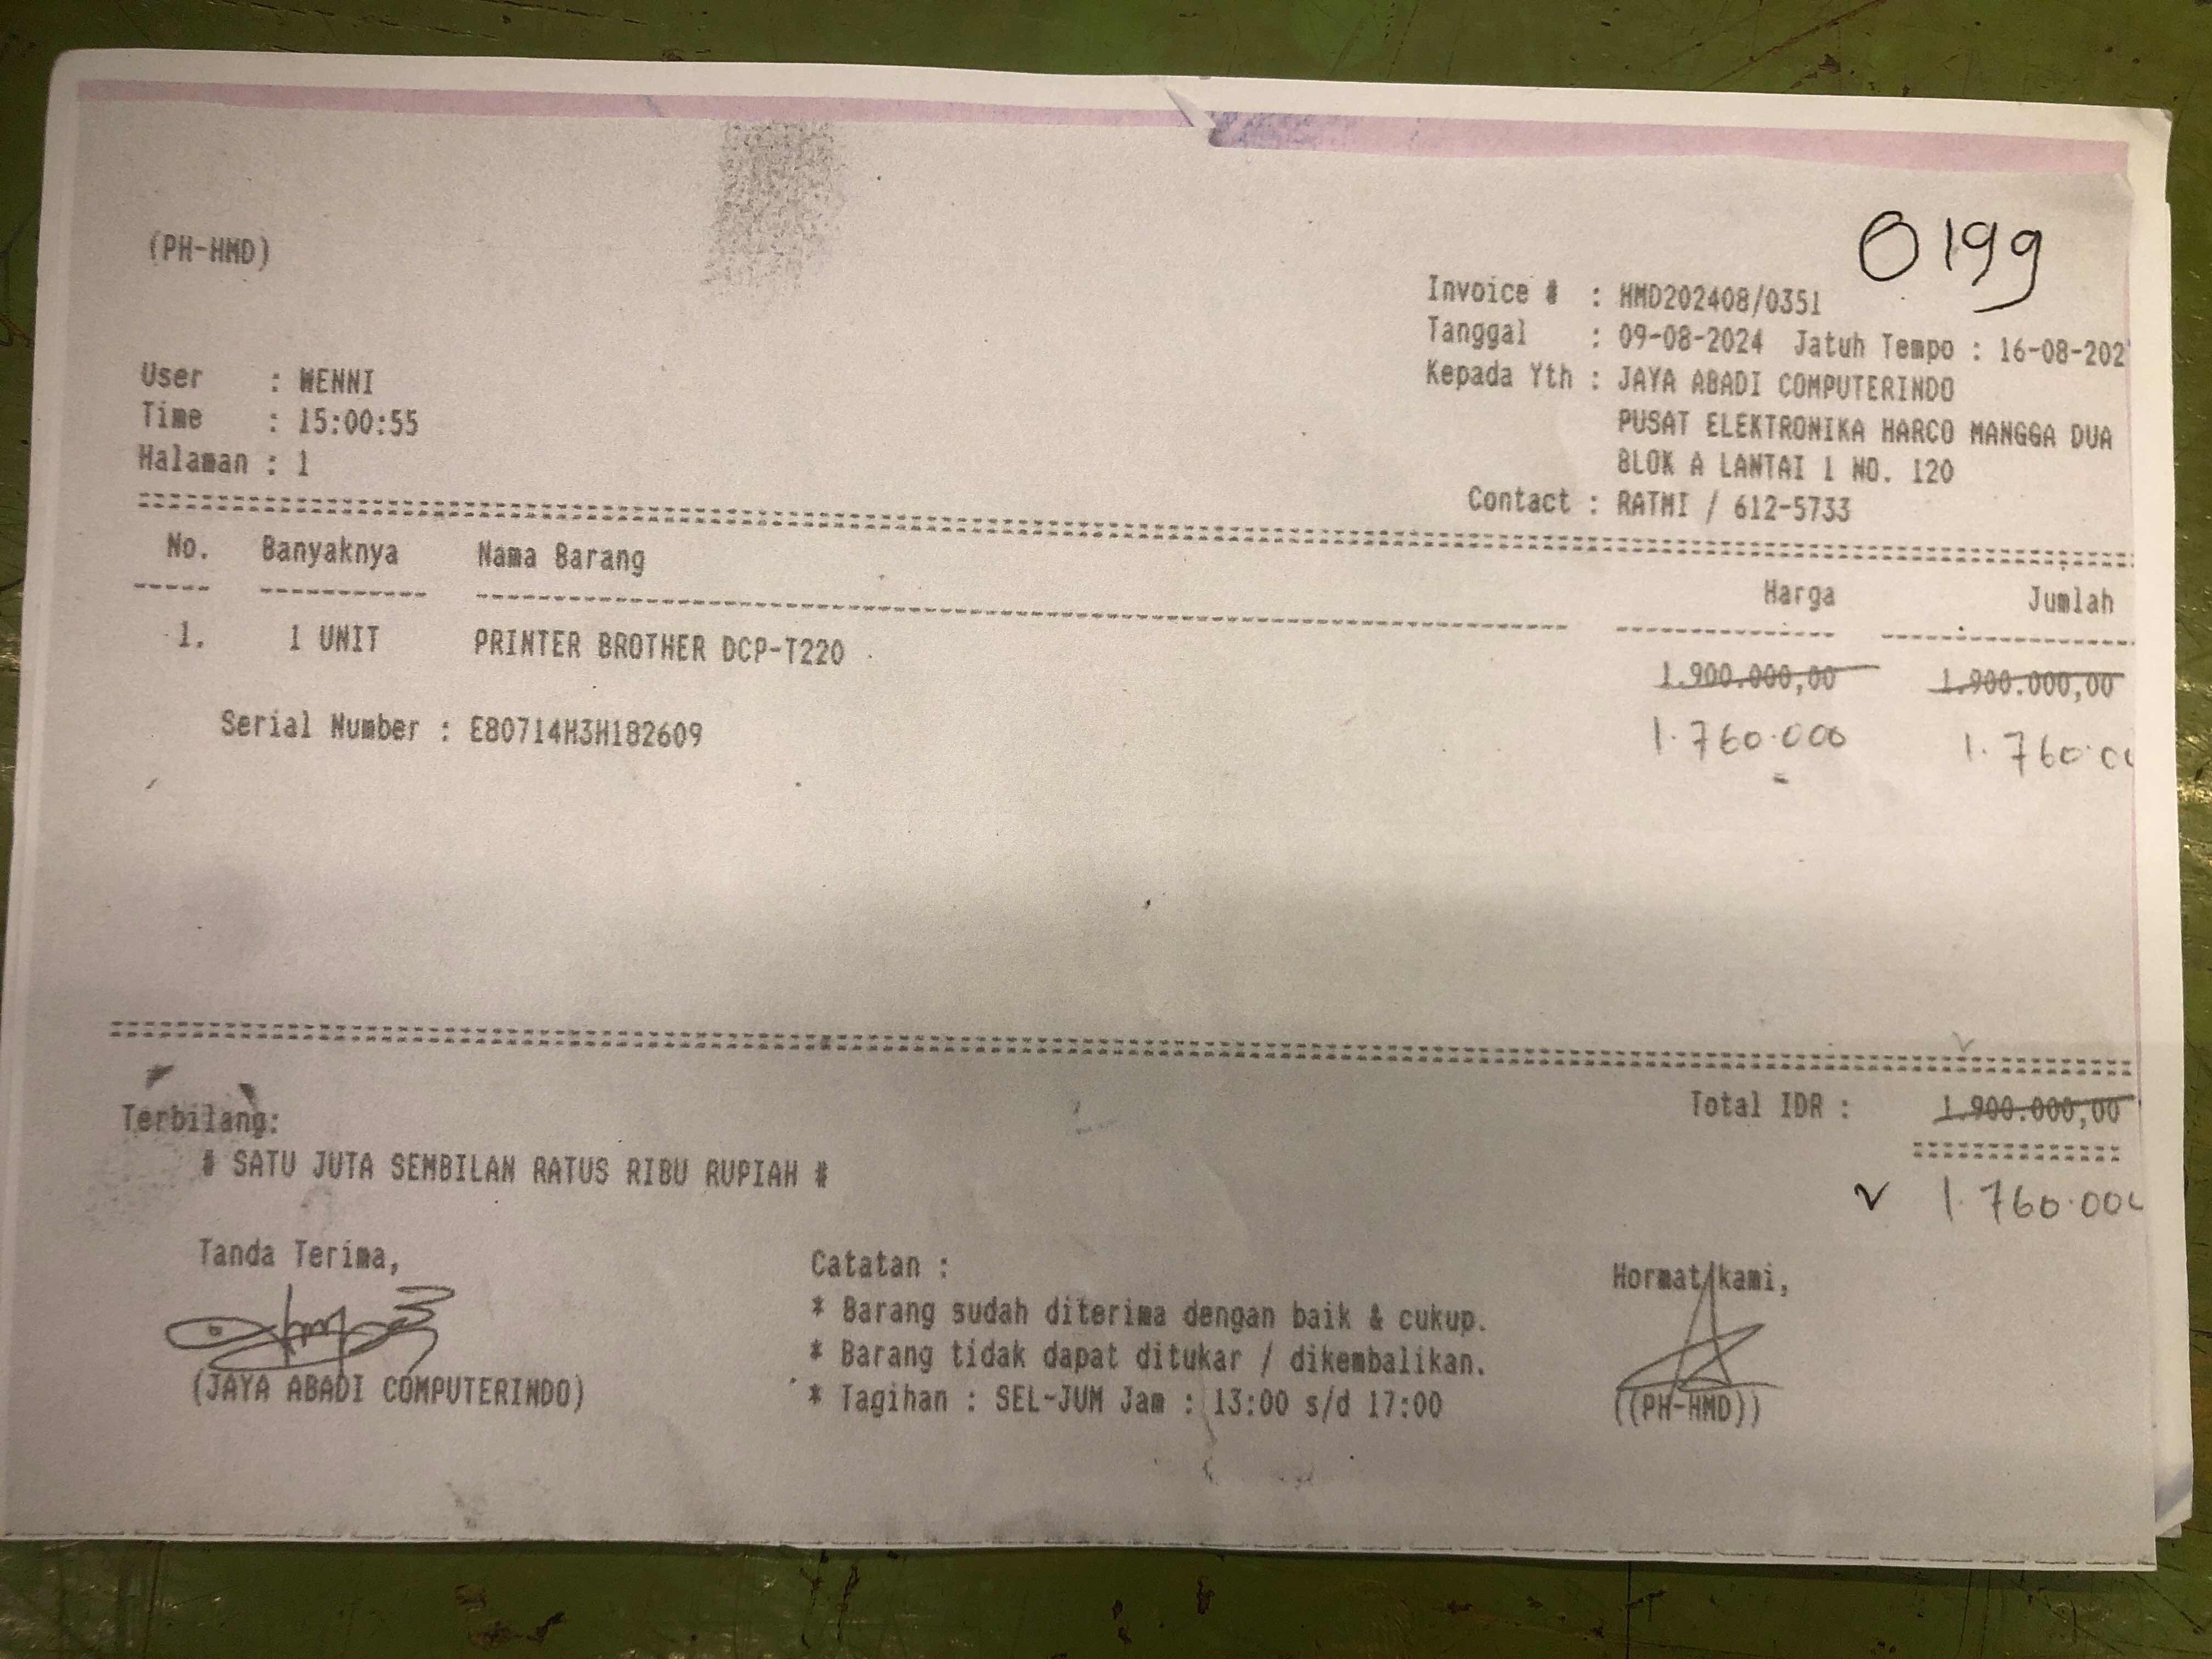 0199
(PH-HMD)
Invoice # : HMD202408/0351
Tanggal : 09-08-2024 Jatuh Tempo : 16-08-202
Kepada Yth : JAYA ABADI COMPUTERINDO
PUSAT ELEKTRONIKA HARCO MANGGA DUA
BLOK A LANTAI 1 NO. 120
Contact : RATMI / 612-5733
User : WENNI
Time : 15:00:55
Halaman : 1
No. Banyaknya Nama Barang Harga Jumlah
1. 1 UNIT PRINTER BROTHER DCP-T220 1.900.000,00 1.900.000,00
Serial Number : E80714H3H182609 1.760.000 1.760.00
Total IDR : 1.900.000,00
1.760.000
Terbilang:
# SATU JUTA SEMBILAN RATUS RIBU RUPIAH #
Tanda Terima,
(JAYA ABADI COMPUTERINDO)
Catatan :
* Barang sudah diterima dengan baik & cukup.
* Barang tidak dapat ditukar / dikembalikan.
* Tagihan : SEL-JUM Jam : 13:00 s/d 17:00
Hormat kami,
((PH-HMD))